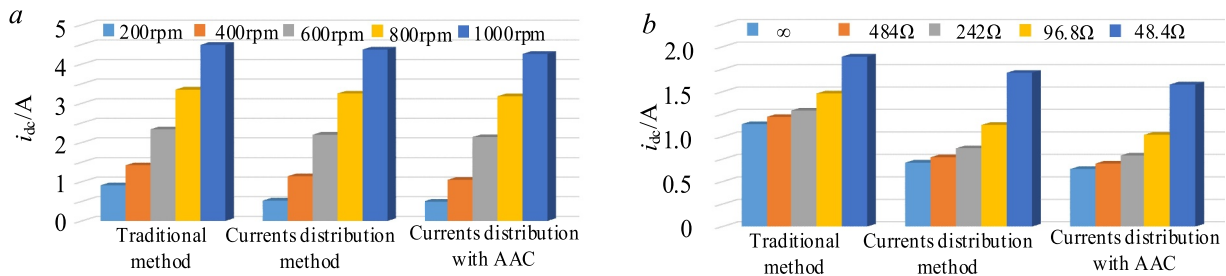 a
200rpm 400rpm 600rpm 800rpm 1000rpm
5
4
3
2
1
0
idc/A
Traditional method
Currents distribution method
Currents distribution with AAC
b
∞ 484Ω 242Ω 96.8Ω 48.4Ω
2.0
1.5
1.0
0.5
0
idc/A
Traditional method
Currents distribution method
Currents distribution with AAC